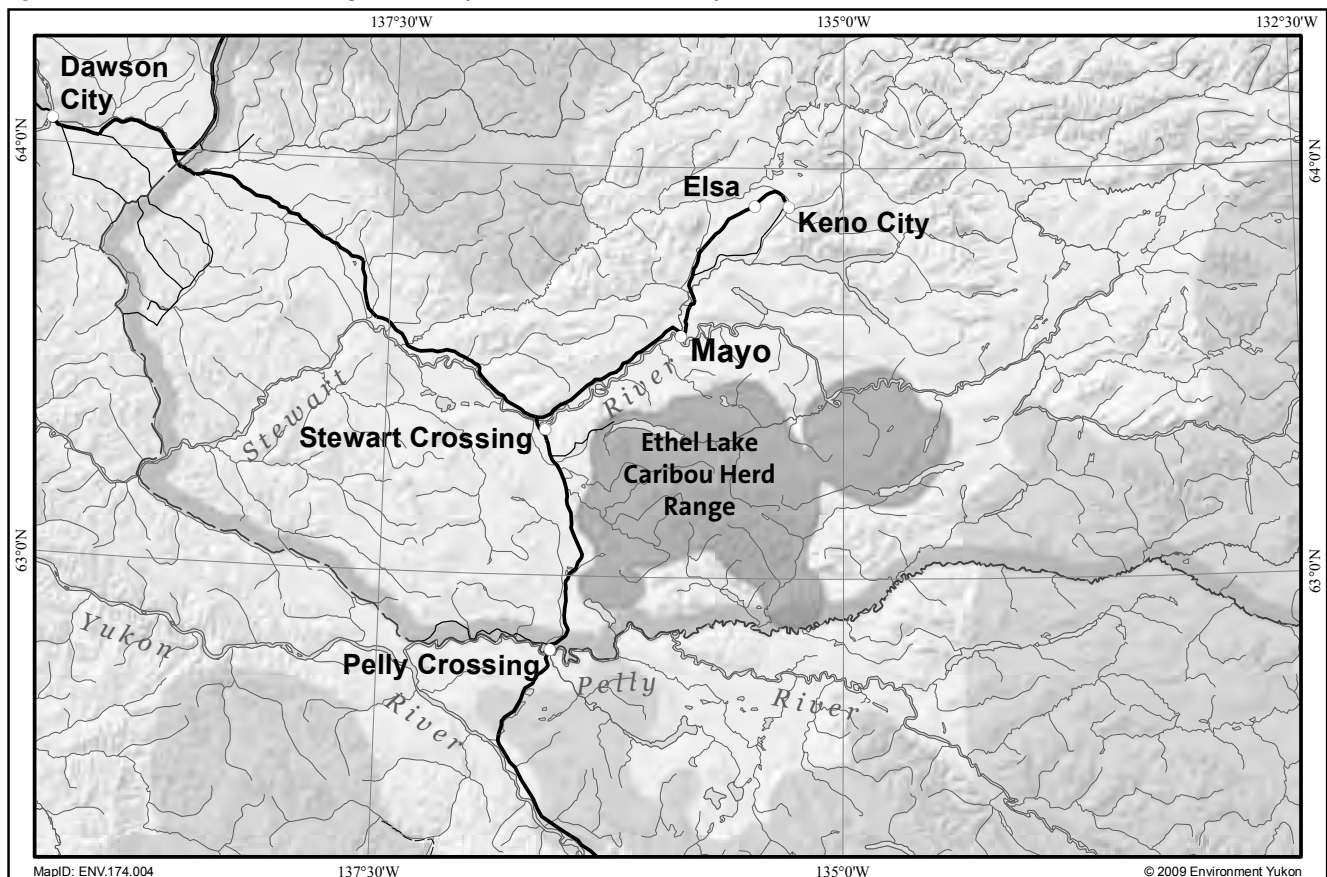 137°30'W
135°0'W
132°30'W
Dawson
City
64°0'N
64°0'N
Elsa
Keno City
Mayo
River
Stewart
Stewart Crossing
Ethel Lake
Caribou Herd
Range
63°0'N
63°0'N
Yukon
Pelly Crossing
Pelly
River
River
MapID: ENV.174.004
137°30'W
135°0'W
© 2009 Environment Yukon